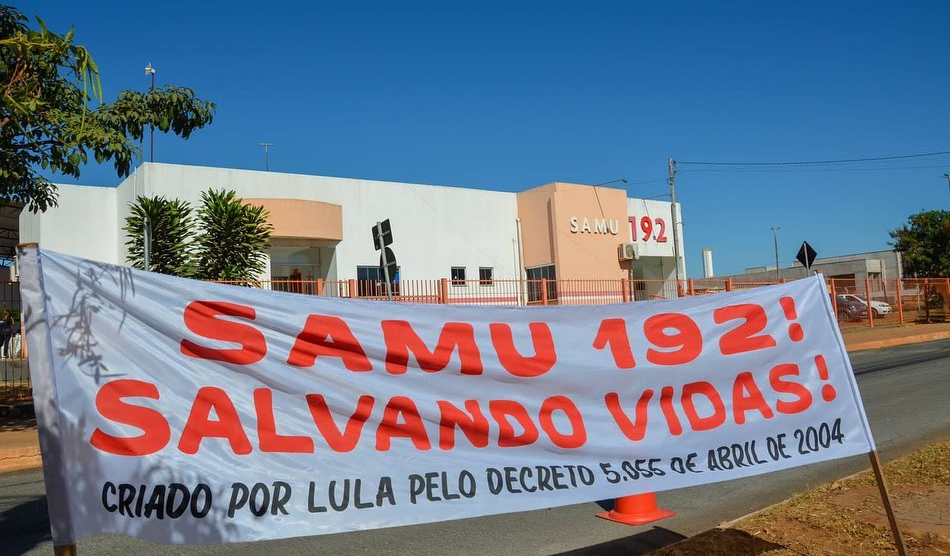 SAMU 192
SAMU 192!
SALVANDO VIDAS!
CRIADO POR LULA PELO DECRETO 5.055 DE ABRIL DE 2004